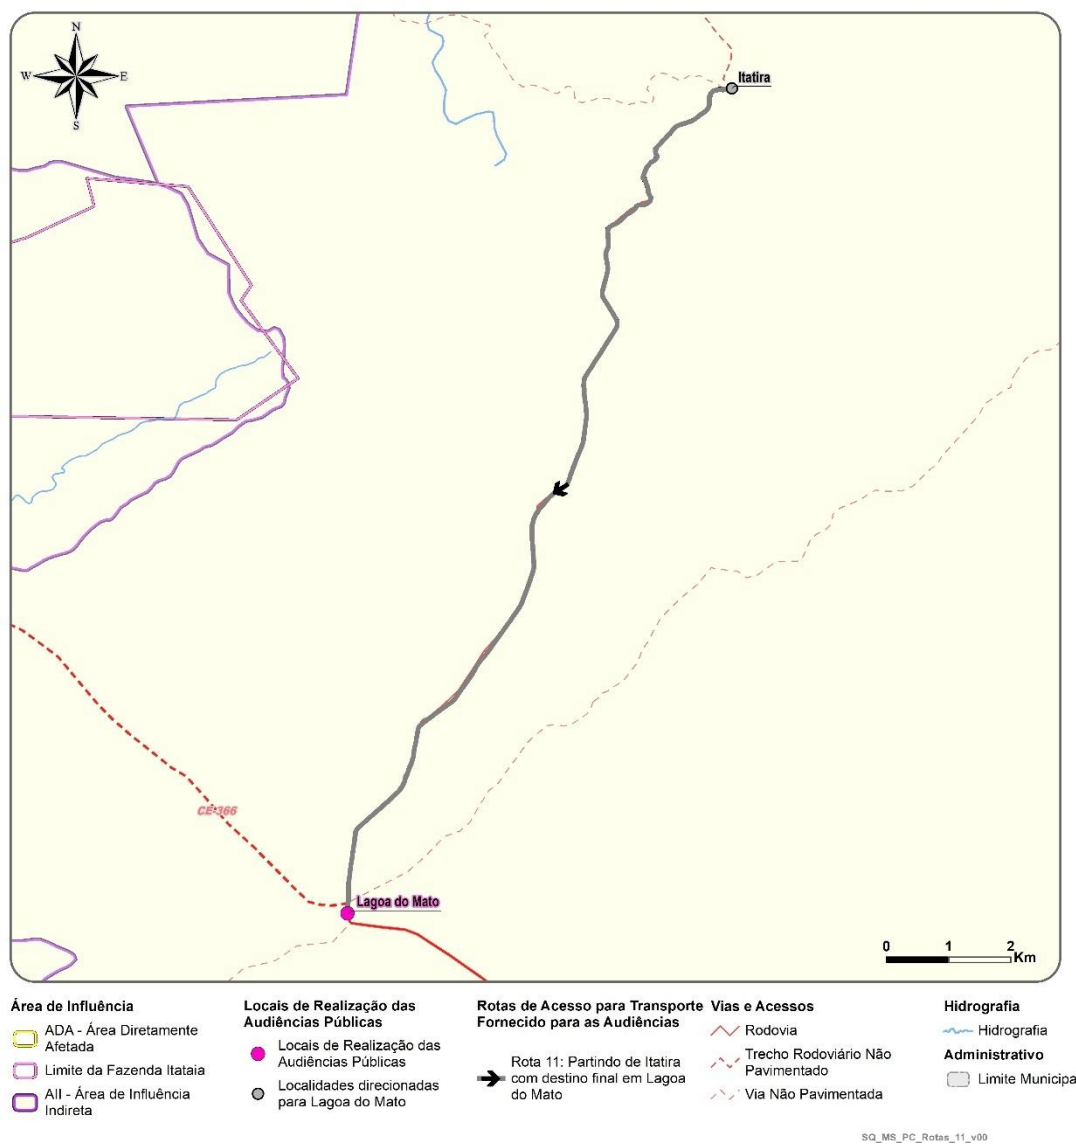 N
W
E
S
Itatira
CE-366
Lagoa do Mato
0 1 2
Km
Área de Influência
ADA - Área Diretamente
Afetada
Limite da Fazenda Itataia
AII - Área de Influência
Indireta
Locais de Realização das
Audiências Públicas
Locais de Realização das
Audiências Públicas
Localidades direcionadas
para Lagoa do Mato
Rotas de Acesso para Transporte
Fornecido para as Audiências
Rota 11: Partindo de Itatira
com destino final em Lagoa
do Mato
Vias e Acessos
Rodovia
Trecho Rodoviário Não
Pavimentado
Via Não Pavimentada
Hidrografia
Hidrografia
Administrativo
Limite Municipa
SQ_MS_PC_Rotas_11_v00